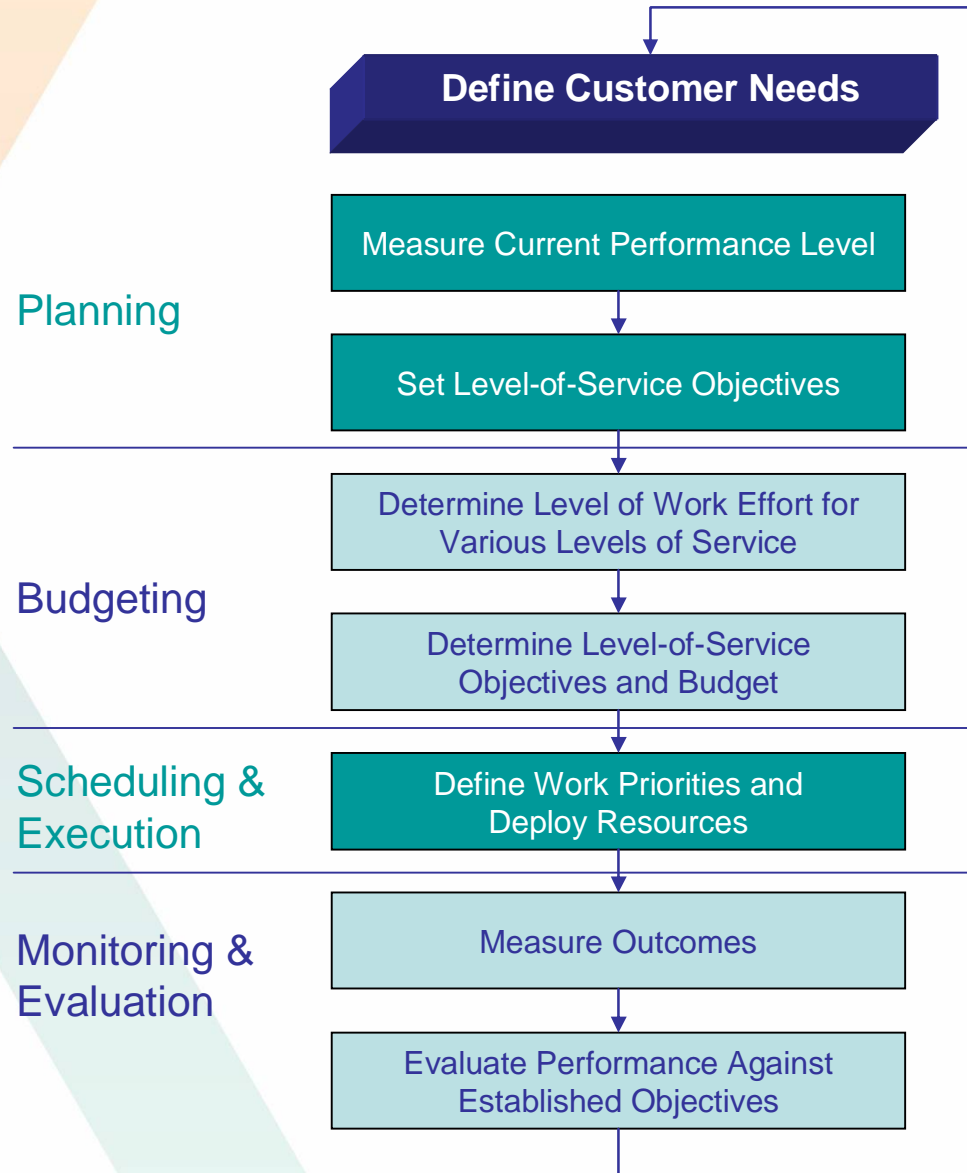 Define Customer Needs
Planning
Measure Current Performance Level
Set Level-of-Service Objectives
Budgeting
Determine Level of Work Effort for
Various Levels of Service
Determine Level-of-Service
Objectives and Budget
Scheduling &
Execution
Define Work Priorities and
Deploy Resources
Monitoring &
Evaluation
Measure Outcomes
Evaluate Performance Against
Established Objectives